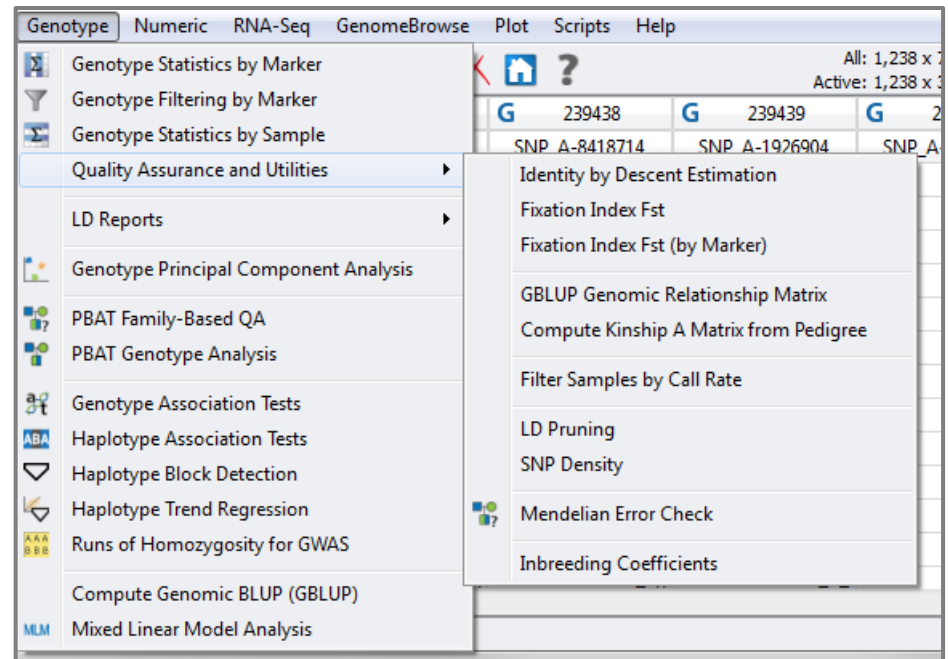 Genotype Numeric RNA-Seq GenomeBrowse Plot Scripts Help
Σ Genotype Statistics by Marker
? All: 1,238 x
Genotype Filtering by Marker
Active: 1,238 x
G 239438 G 239439 G 2
Σ Genotype Statistics by Sample
SNP_A-8418714 SNP_A-1926904 SNP_A-
Quality Assurance and Utilities
Identity by Descent Estimation
Fixation Index Fst
LD Reports
Fixation Index Fst (by Marker)
Genotype Principal Component Analysis
GBLUP Genomic Relationship Matrix
PBAT Family-Based QA
Compute Kinship A Matrix from Pedigree
PBAT Genotype Analysis
Filter Samples by Call Rate
Genotype Association Tests
LD Pruning
ABA Haplotype Association Tests
SNP Density
Haplotype Block Detection
Haplotype Trend Regression
Mendelian Error Check
AAA BBB Runs of Homozygosity for GWAS
Inbreeding Coefficients
Compute Genomic BLUP (GBLUP)
MLM Mixed Linear Model Analysis